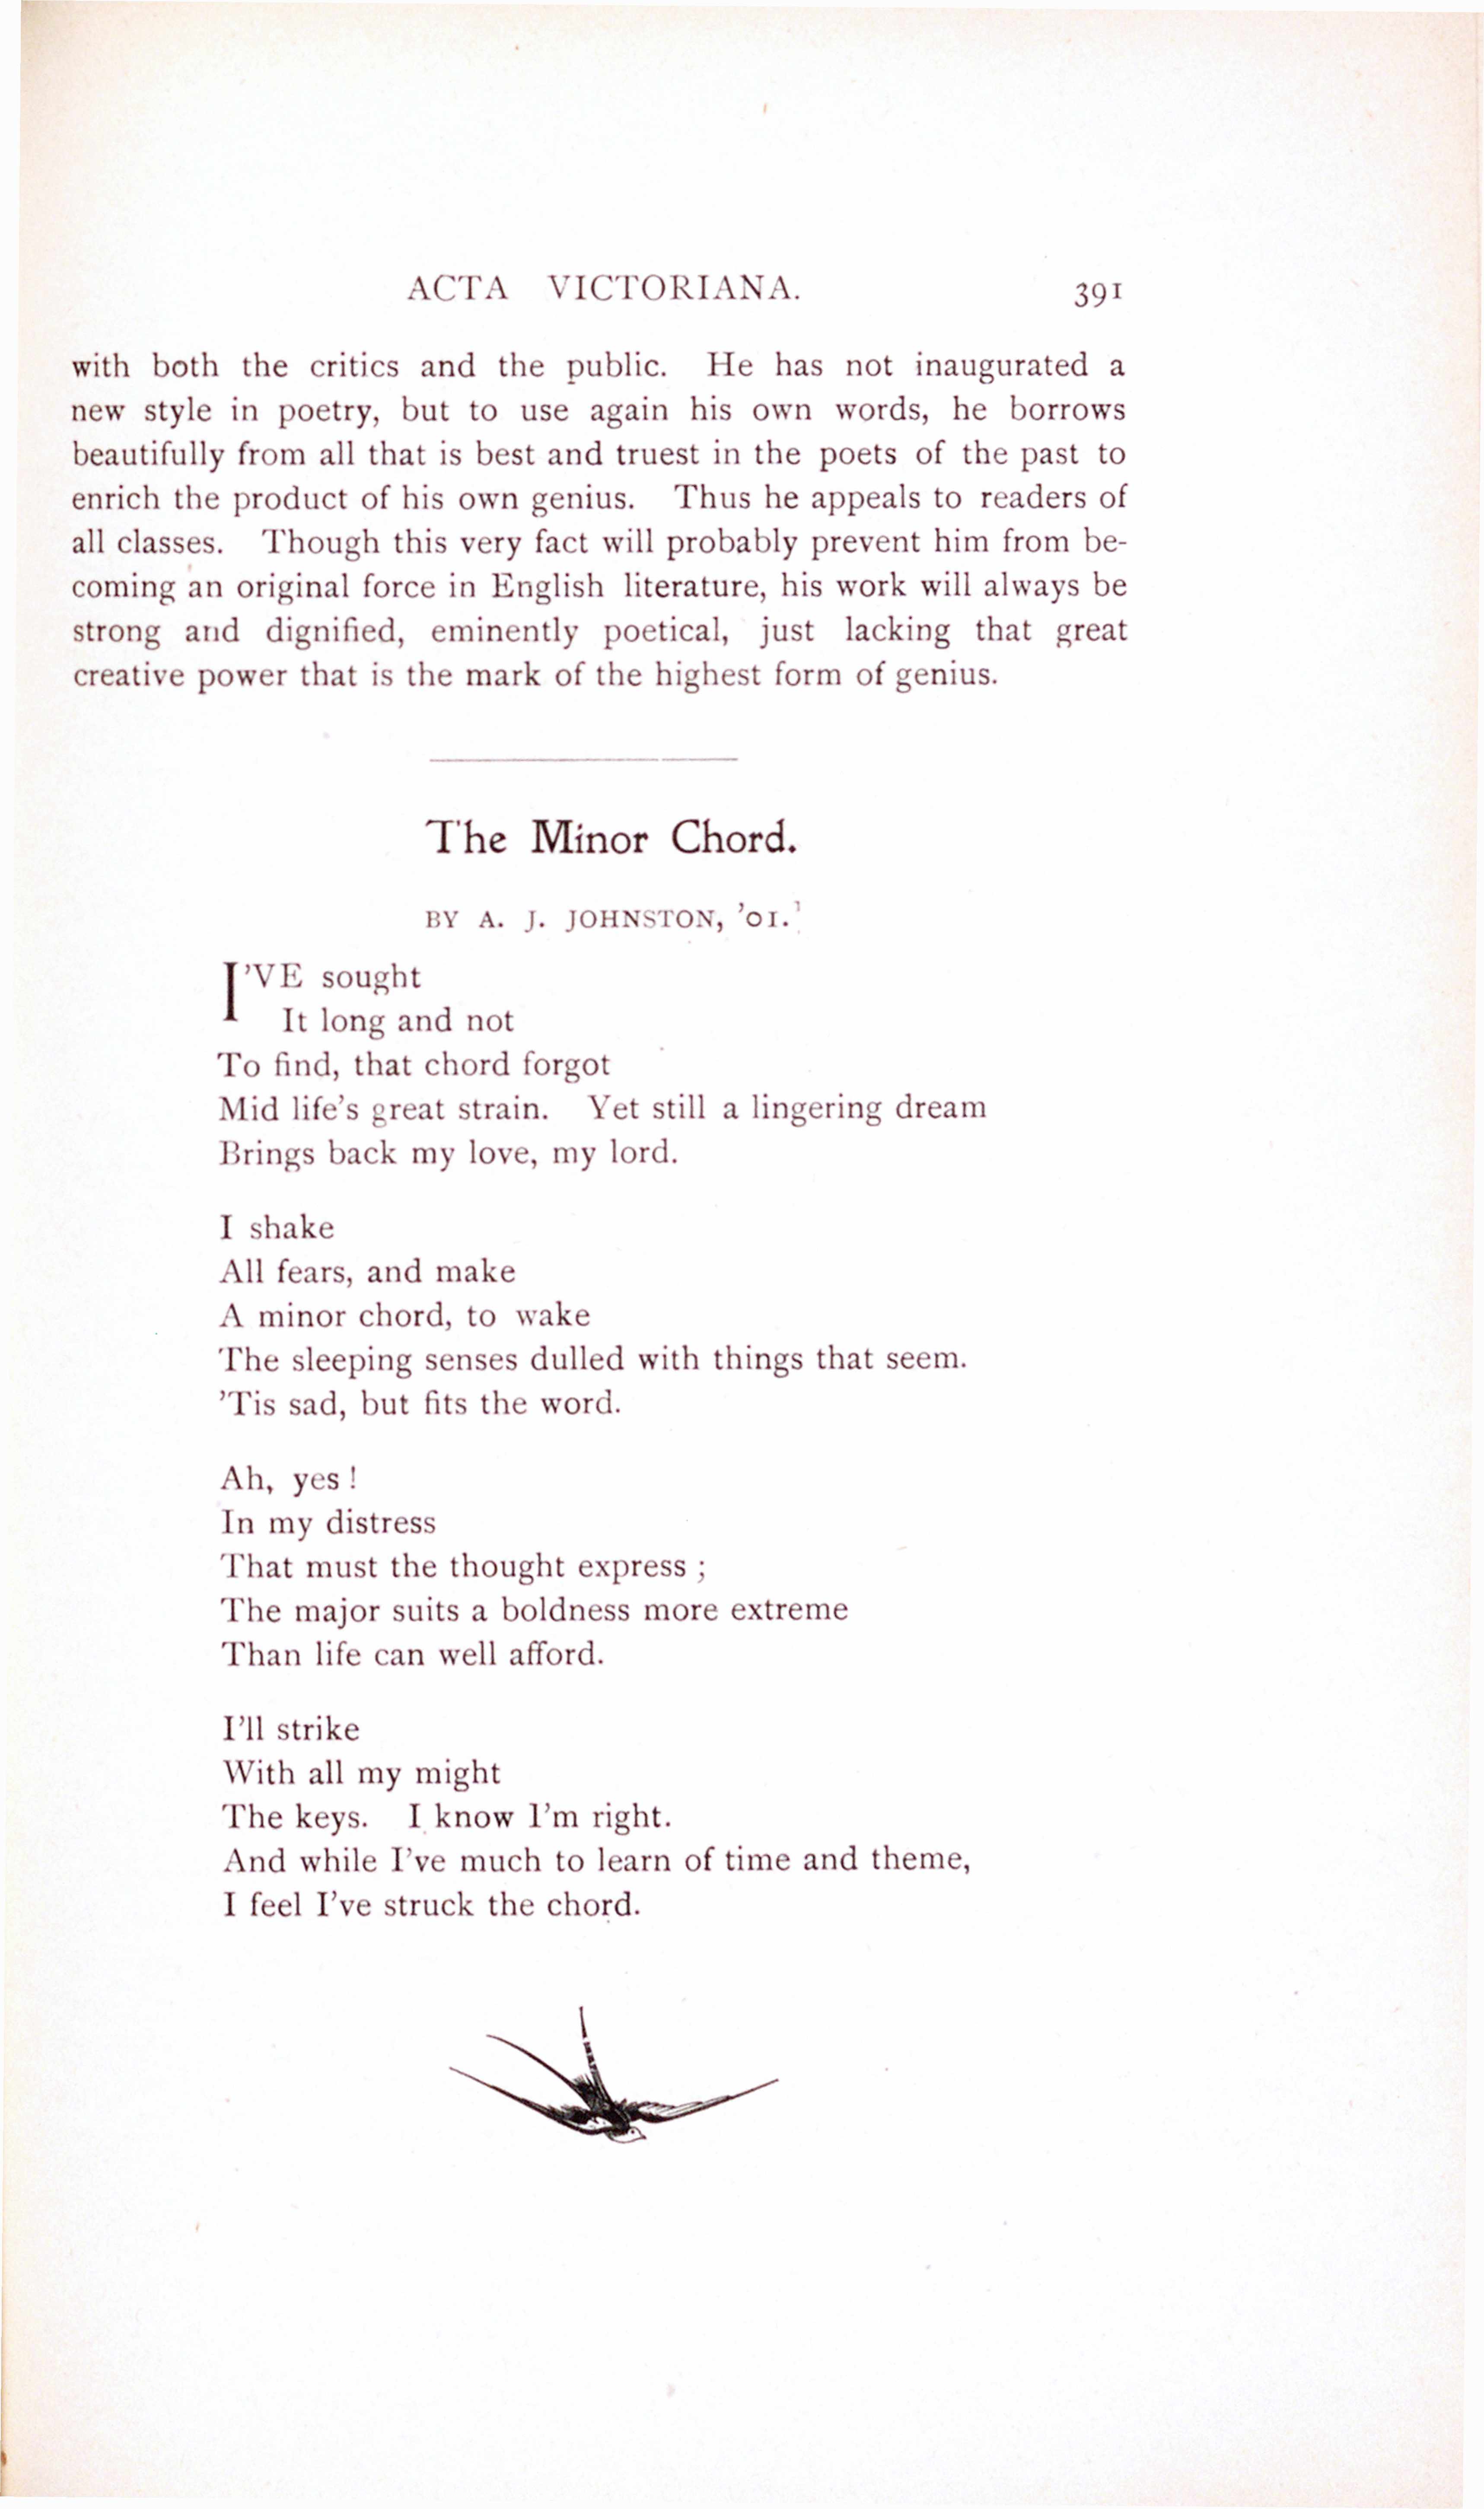 ACTA VICTORIANA. 391
with both the critics and the public. He has not inaugurated a
new style in poetry, but to use again his own words, he borrows
beautifully from all that is best and truest in the poets of the past to
enrich the product of his own genius. Thus he appeals to readers of
all classes. Though this very fact will probably prevent him from be-
coming an original force in English literature, his work will always be
strong and dignified, eminently poetical, just lacking that great
creative power that is the mark of the highest form of genius.
The Minor Chord.
BY A. J. JOHNSTON, ’01.
I’VE sought
It long and not
To find, that chord forgot
Mid life’s great strain. Yet still a lingering dream
Brings back my love, my lord.
I shake
All fears, and make
A minor chord, to wake
The sleeping senses dulled with things that seem.
’Tis sad, but fits the word.
Ah, yes !
In my distress
That must the thought express ;
The major suits a boldness more extreme
Than life can well afford.
I’ll strike
With all my might
The keys. I know I’m right.
And while I’ve much to learn of time and theme,
I feel I’ve struck the chord.